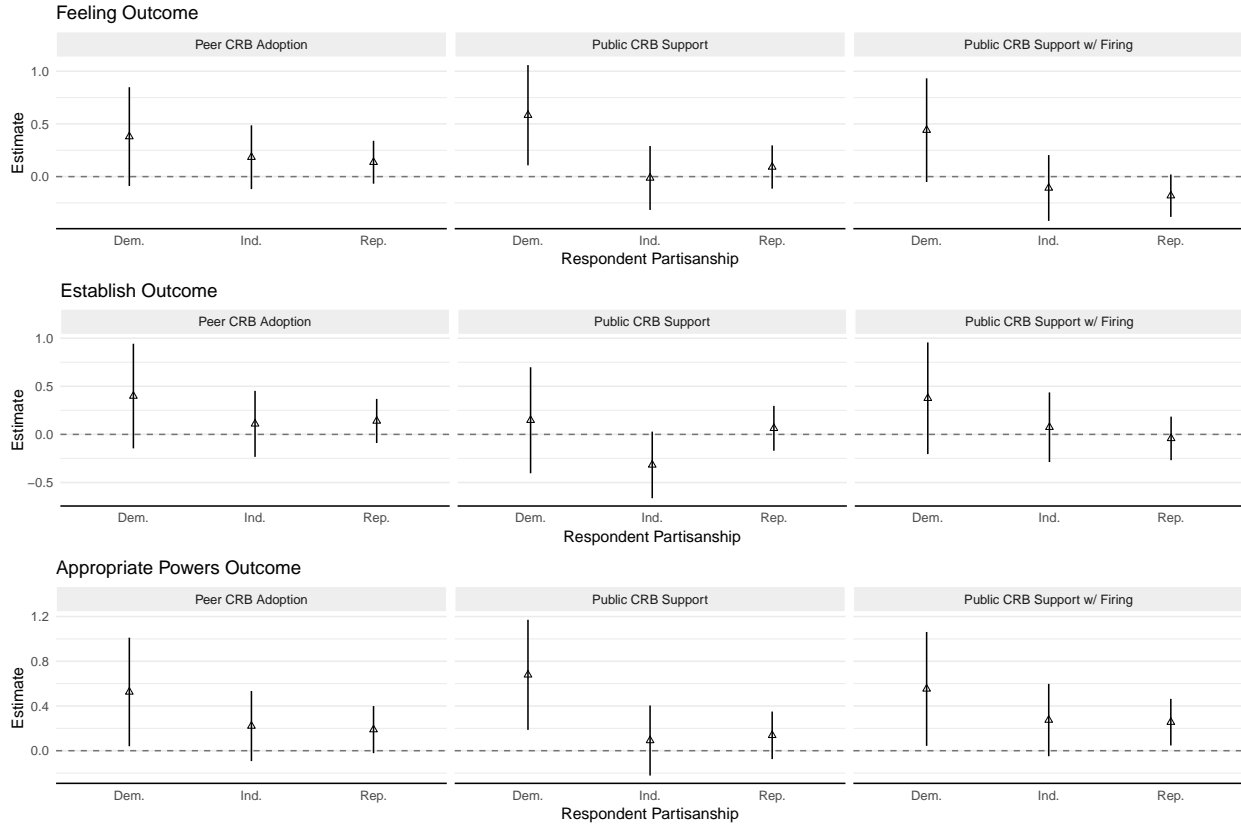 Feeling Outcome
Peer CRB Adoption
Public CRB Support
Public CRB Support w/ Firing
1.0
0.5
0.0
Estimate
Dem. Ind. Rep. Dem. Ind. Rep. Dem. Ind. Rep.
Respondent Partisanship
Establish Outcome
Peer CRB Adoption
Public CRB Support
Public CRB Support w/ Firing
1.0
0.5
0.0
−0.5
Estimate
Dem. Ind. Rep. Dem. Ind. Rep. Dem. Ind. Rep.
Respondent Partisanship
Appropriate Powers Outcome
Peer CRB Adoption
Public CRB Support
Public CRB Support w/ Firing
1.2
0.8
0.4
0.0
Estimate
Dem. Ind. Rep. Dem. Ind. Rep. Dem. Ind. Rep.
Respondent Partisanship